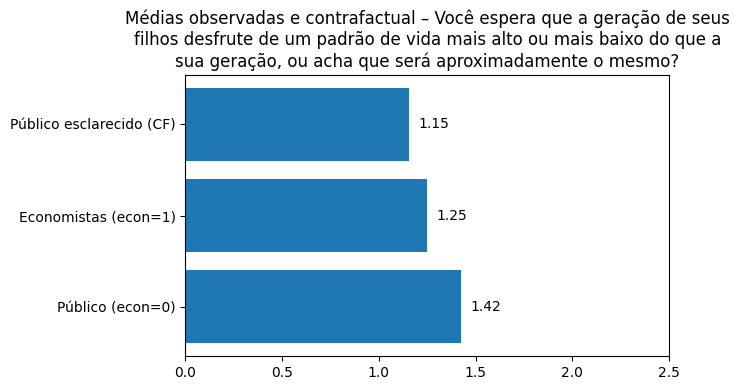 Médias observadas e contrafactual – Você espera que a geração de seus
filhos desfrute de um padrão de vida mais alto ou mais baixo do que a
sua geração, ou acha que será aproximadamente o mesmo?
Público esclarecido (CF)
1.15
Economistas (econ=1)
1.25
Público (econ=0)
1.42
0.0
0.5
1.0
1.5
2.0
2.5